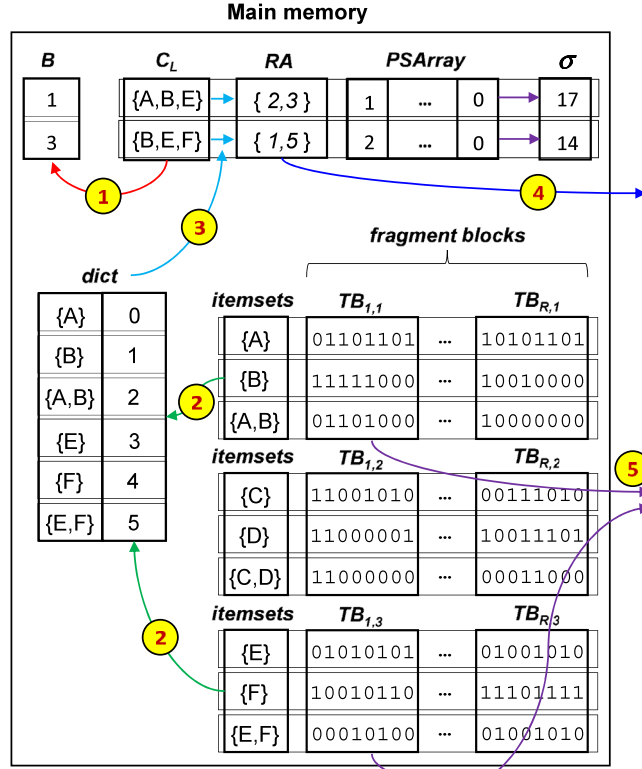 Main memory
B C_L RA PSArray σ
1 {A,B,E} { 2,3 } 1 ... 0 17
3 {B,E,F} { 1,5 } 2 ... 0 14
1 4
3
fragment blocks
dict
itemsets TB_1,1 TB_R,1
{A} 0 {A} 01101101 ... 10101101
{B} 1 {B} 11111000 ... 10010000
{A,B} 2 2 {A,B} 01101000 ... 10000000
{E} 3 itemsets TB_1,2 TB_R,2 5
{F} 4 {C} 11001010 ... 00111010
{E,F} 5 {D} 11000001 ... 10011101
{C,D} 11000000 ... 00011000
itemsets TB_1,3 TB_R,3
2 {E} 01010101 ... 01001010
{F} 10010110 ... 11101111
{E,F} 00010100 ... 01001010